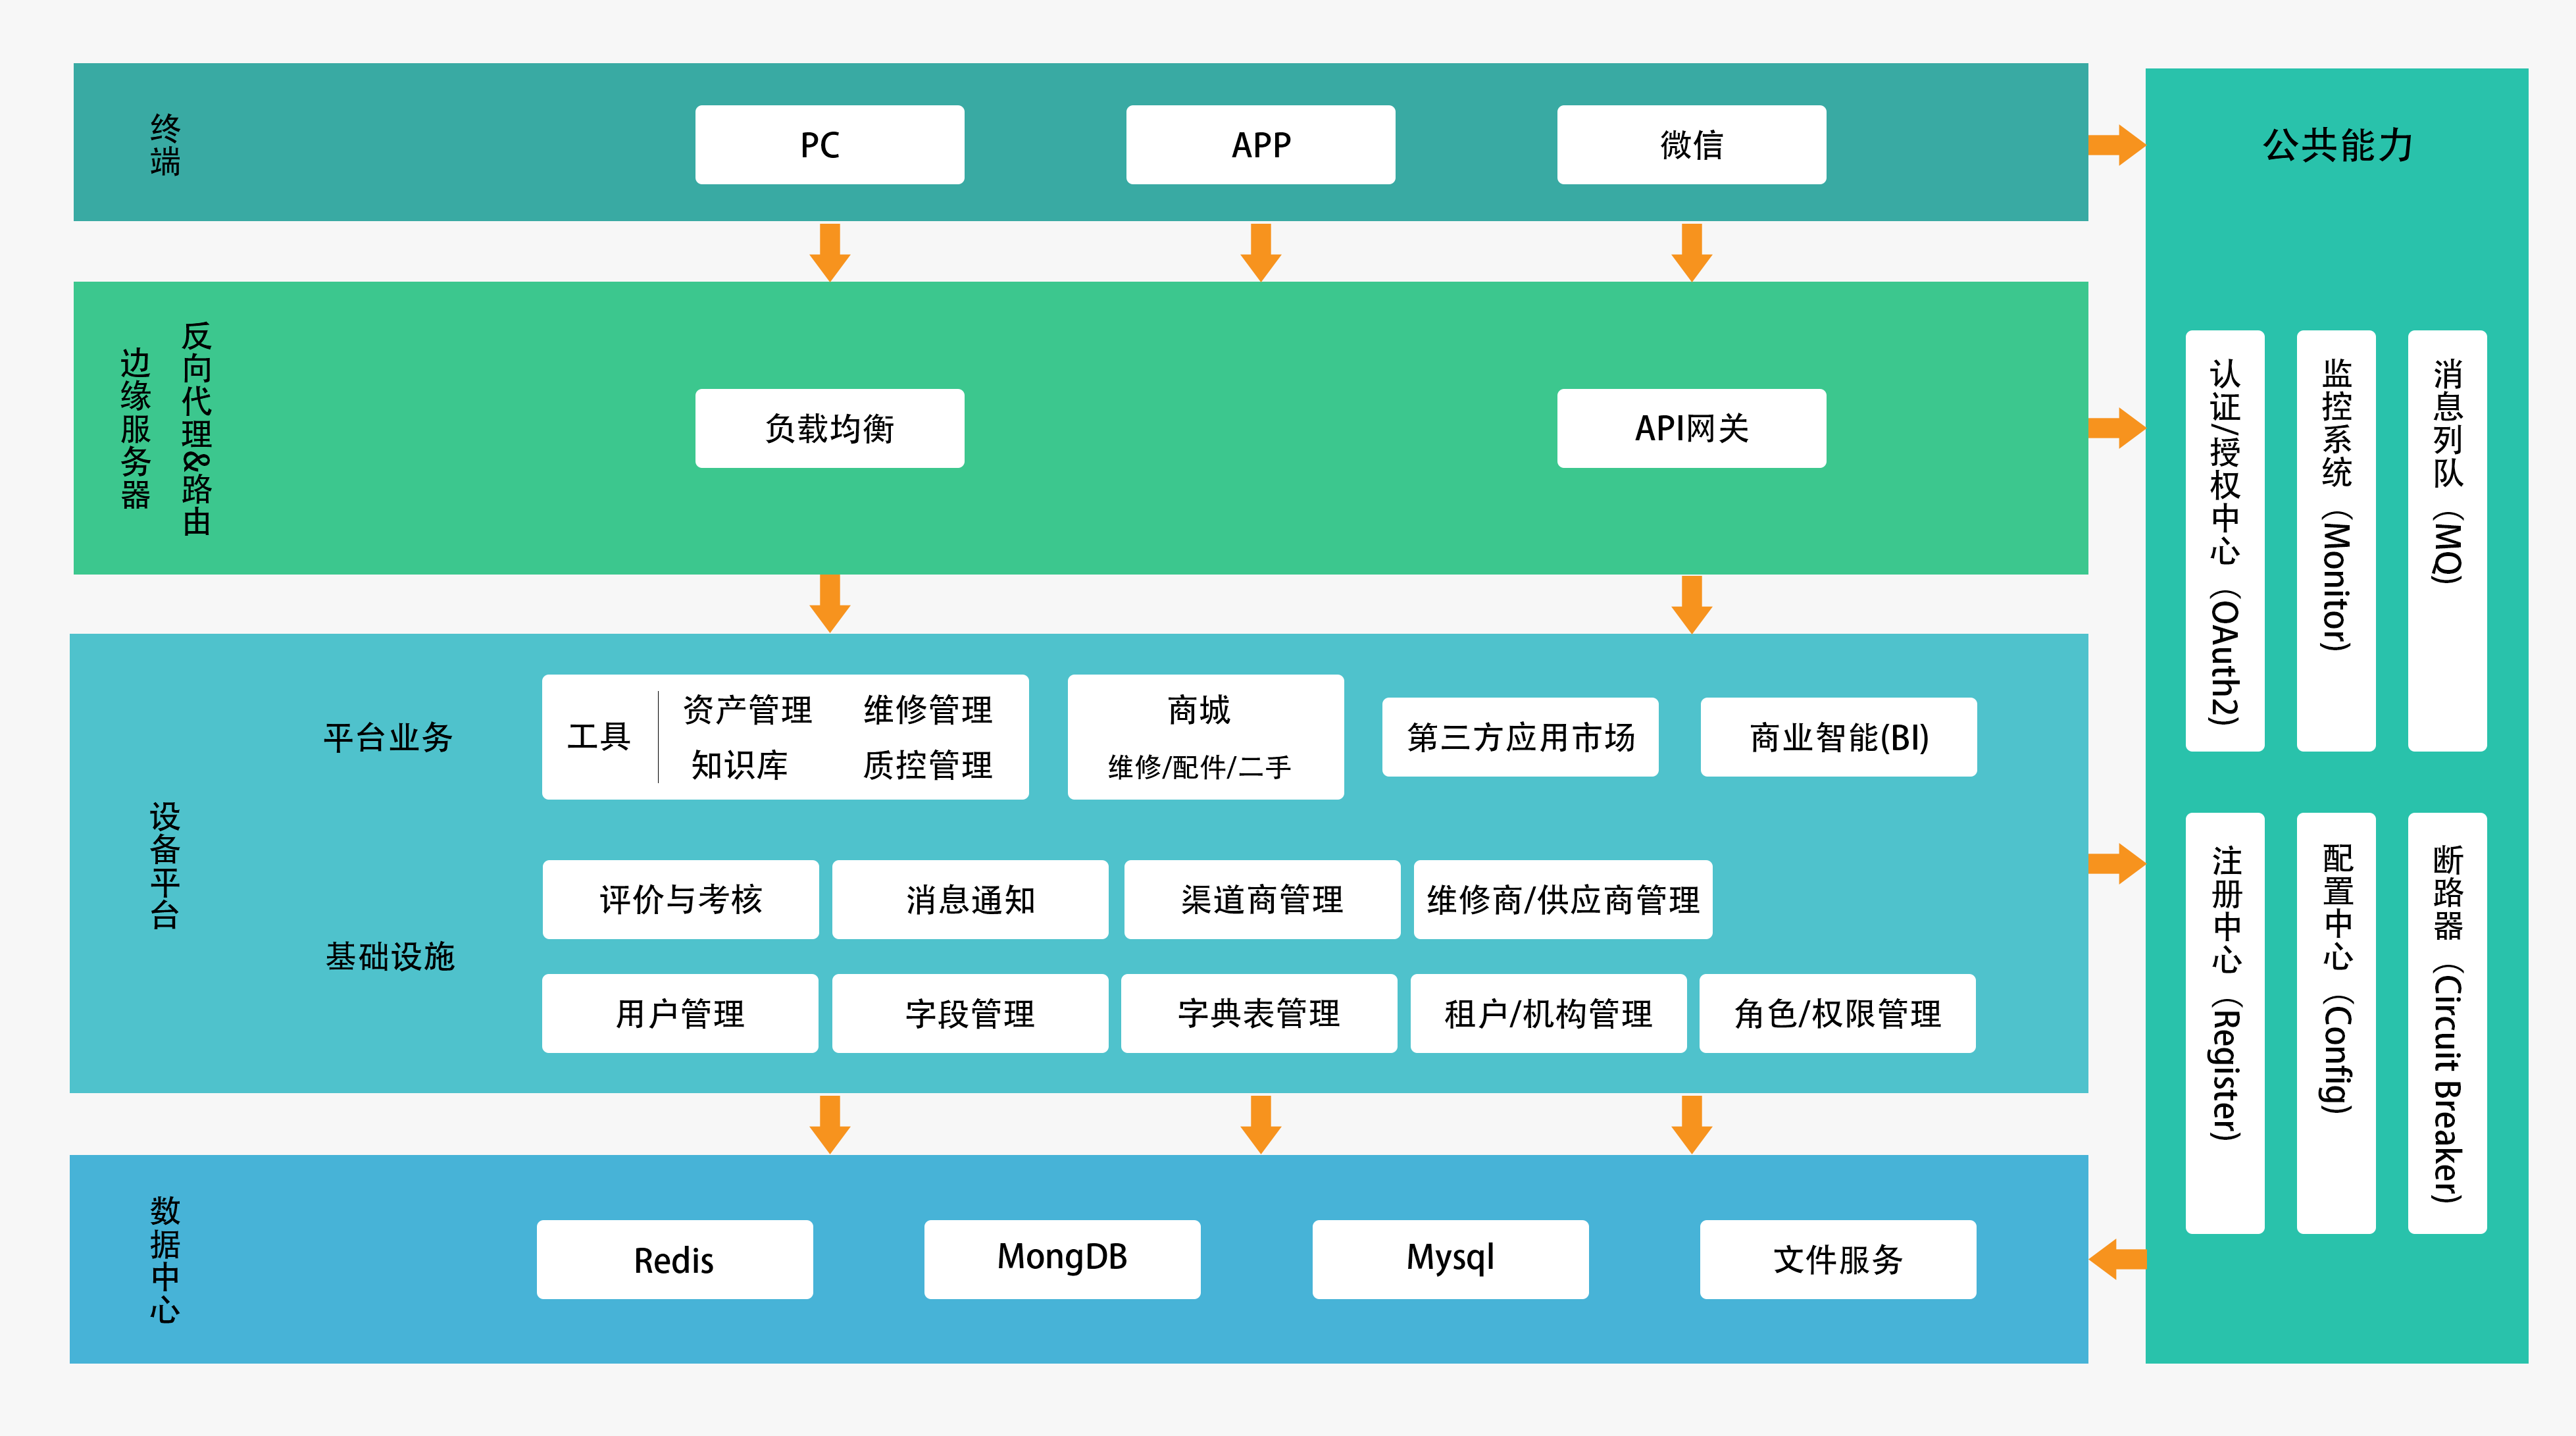 终端
PC
APP
微信
公共能力
边缘服务器
反向代理&路由
负载均衡
API网关
认证/授权中心（OAuth2)
监控系统（Monitor)
消息列队（MQ)
设备平台
平台业务
工具
资产管理
维修管理
知识库
质控管理
商城
维修/配件/二手
第三方应用市场
商业智能(BI)
基础设施
评价与考核
消息通知
渠道商管理
维修商/供应商管理
用户管理
字段管理
字典表管理
租户/机构管理
角色/权限管理
注册中心（Register)
配置中心（Config)
断路器（Circuit Breaker)
数据中心
Redis
MongDB
Mysql
文件服务